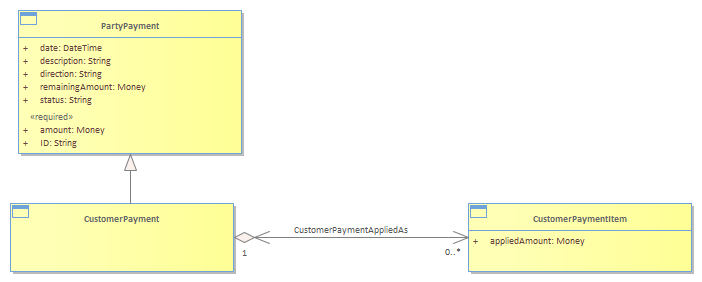 PartyPayment
+ date: DateTime
+ description: String
+ direction: String
+ remainingAmount: Money
+ status: String
«required»
+ amount: Money
+ ID: String
CustomerPayment
CustomerPaymentAppliedAs
1
0..*
CustomerPaymentItem
+ appliedAmount: Money